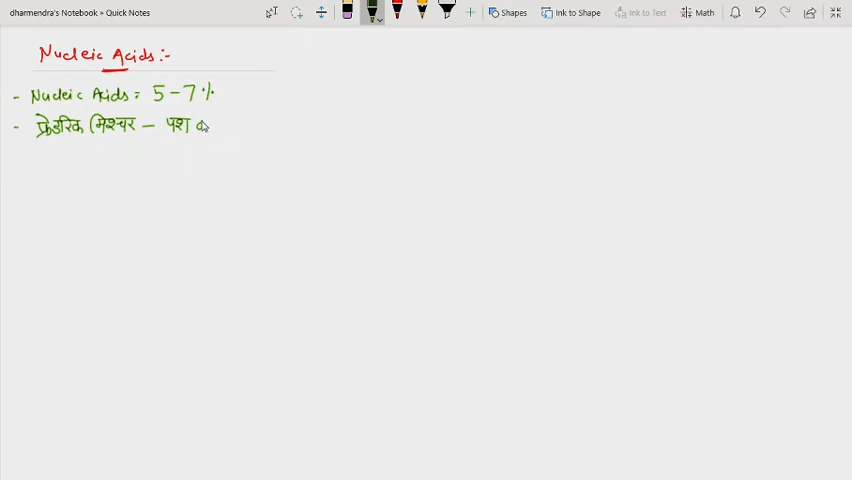 dharmendra's Notebook » Quick Notes
Shapes
Ink to Shape
Ink to Text
Math
Nucleic Acids :-
- Nucleic Acids = 5-7%
- फ्रेडरिक मिश्चर – पश